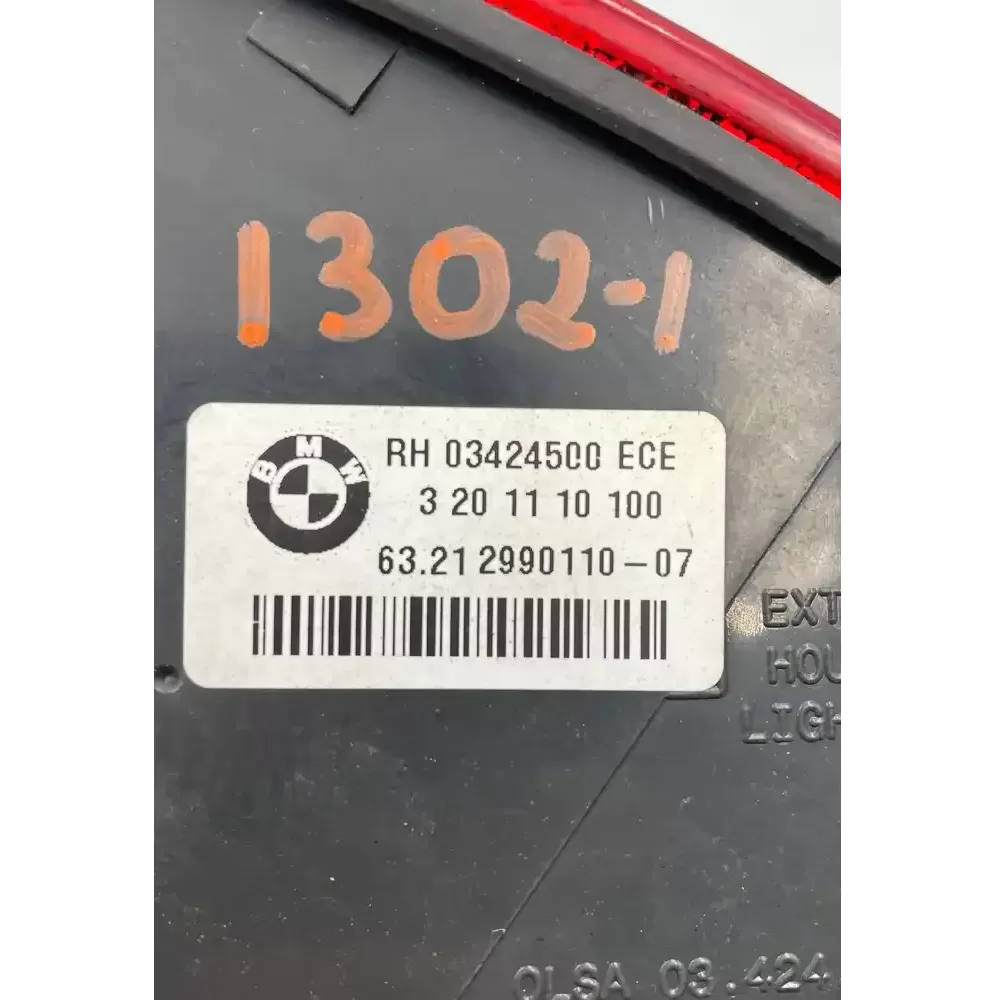 1302-1
BMW
RH 03424500 ECE
3 20 11 10 100
63.21 2990110-07
EXT
HOU
LIGH
OLSA 03.424.